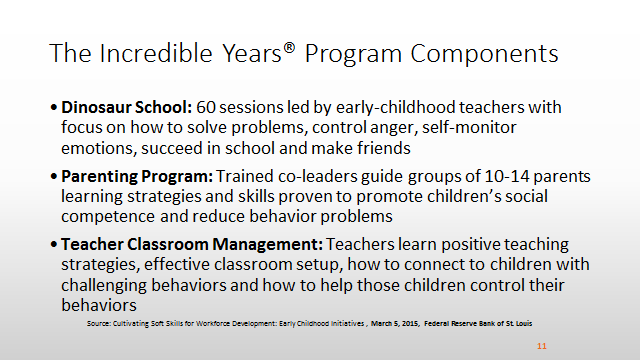 The Incredible Years® Program Components
• Dinosaur School: 60 sessions led by early-childhood teachers with
focus on how to solve problems, control anger, self-monitor
emotions, succeed in school and make friends
• Parenting Program: Trained co-leaders guide groups of 10-14 parents
learning strategies and skills proven to promote children's social
competence and reduce behavior problems
• Teacher Classroom Management: Teachers learn positive teaching
strategies, effective classroom setup, how to connect to children with
challenging behaviors and how to help those children control their
behaviors
Source: Cultivating Soft Skills for Workforce Development: Early Childhood Initiatives , March 5, 2015, Federal Reserve Bank of St. Louis
11